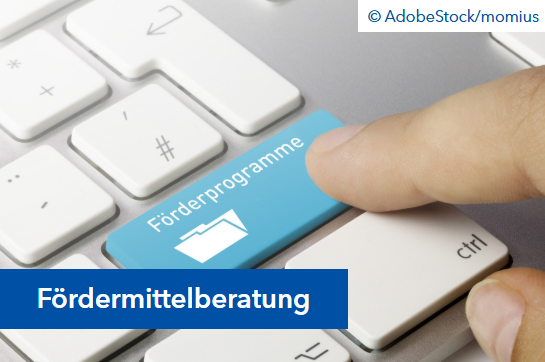 © AdobeStock/momius
*
+
'
#
¨
Förderprogramme
ctrl
⌥
Fördermittelberatung